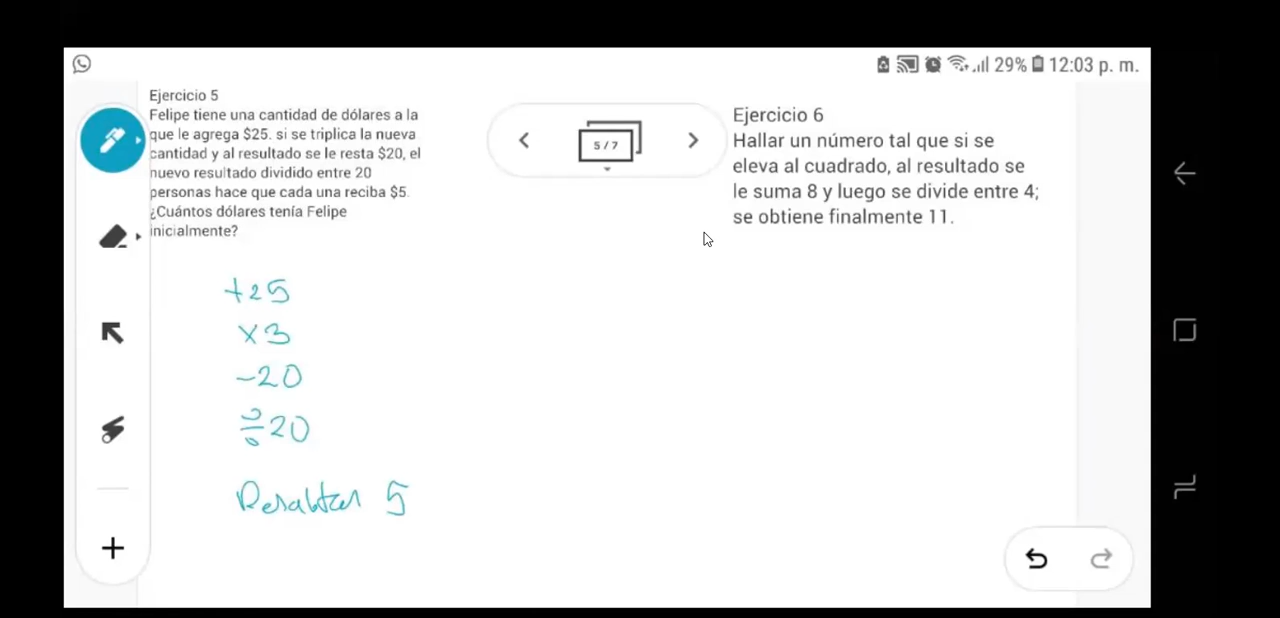 29% 12:03 p. m.
Ejercicio 5
Felipe tiene una cantidad de dólares a la
que le agrega $25. si se triplica la nueva
cantidad y al resultado se le resta $20, el
nuevo resultado dividido entre 20
personas hace que cada una reciba $5.
¿Cuántos dólares tenía Felipe
inicialmente?
+25
×3
-20
÷20
5
5/7
Ejercicio 6
Hallar un número tal que si se
eleva al cuadrado, al resultado se
le suma 8 y luego se divide entre 4;
se obtiene finalmente 11.